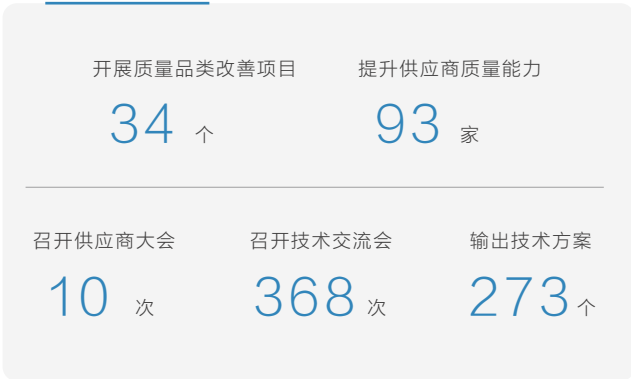 开展质量品类改善项目 提升供应商质量能力
34 个 93 家
召开供应商大会 召开技术交流会 输出技术方案
10 次 368 次 273 个